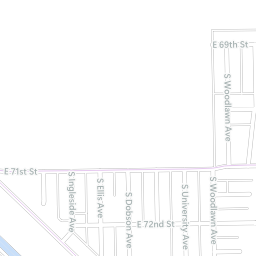 E 69th St
S Woodlawn Ave
E 71st St
S Ingleside Ave
S Ellis Ave
S Dobson Ave
S University Ave
S Woodlawn Ave
E 72nd St